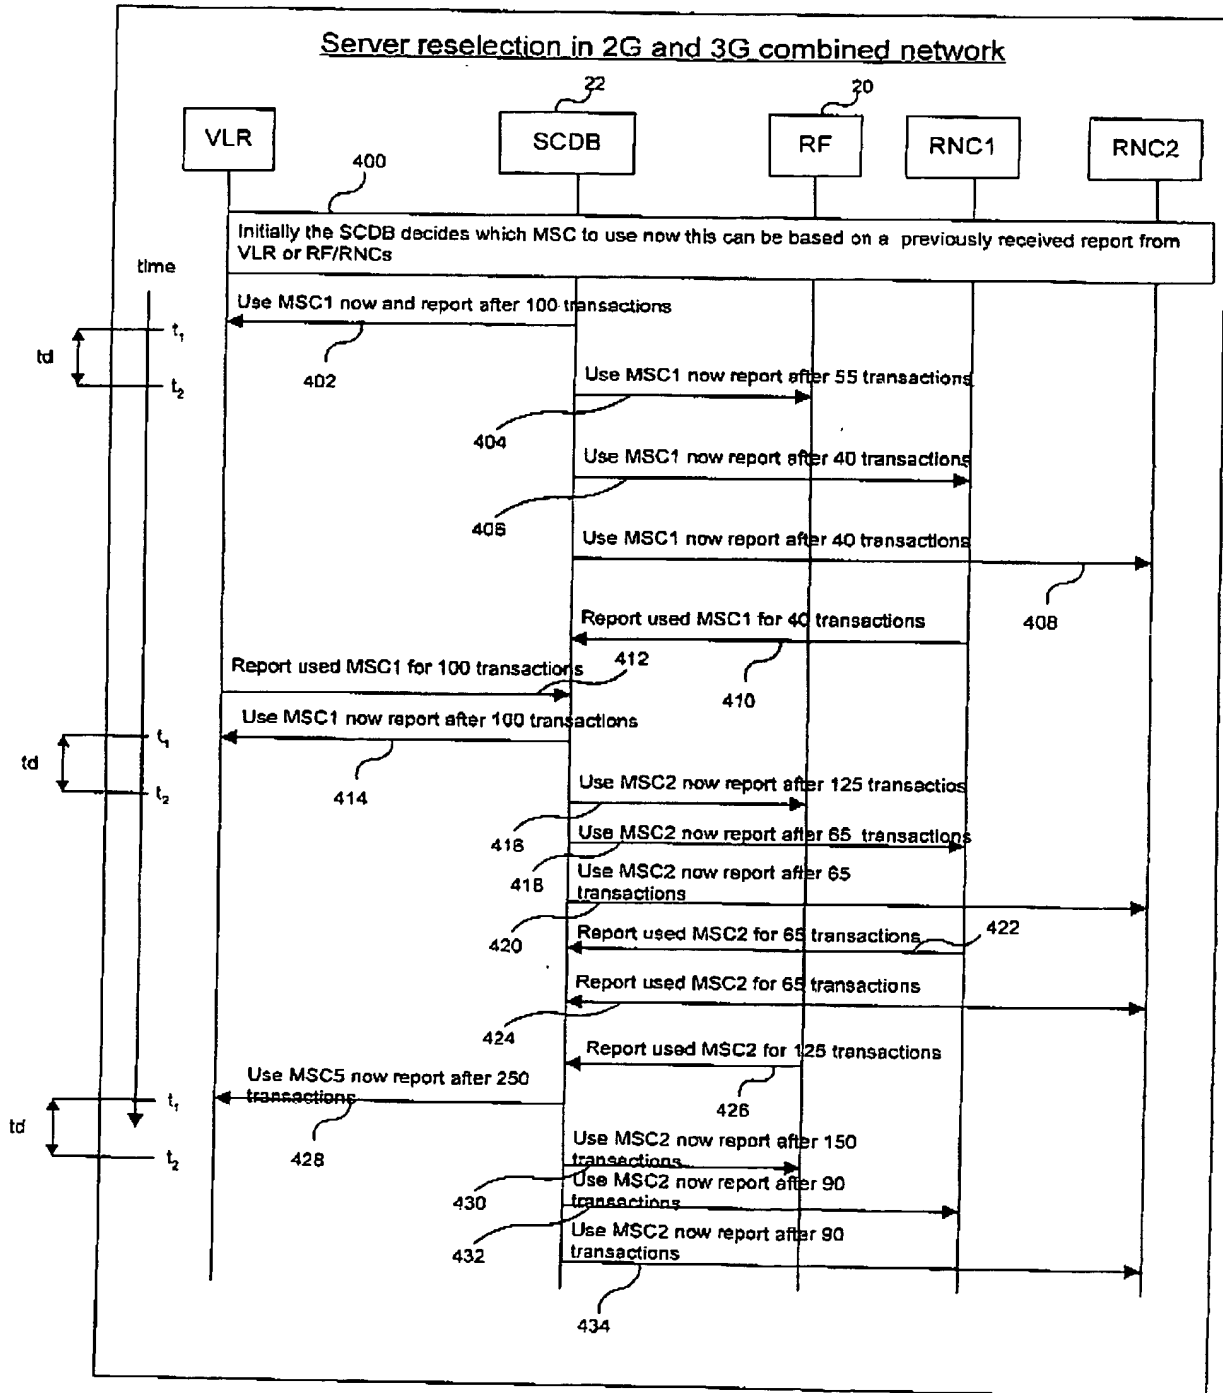 Server reselection in 2G and 3G combined network
22
20
VLR
SCDB
RF
RNC1
RNC2
400
Initially the SCDB decides which MSC to use now this can be based on a previously received report from
VLR or RF/RNCs
time
Use MSC1 now and report after 100 transactions
t1
td
402
t2
Use MSC1 now report after 55 transactions
404
Use MSC1 now report after 40 transactions
406
Use MSC1 now report after 40 transactions
408
Report used MSC1 for 40 transactions
412
Report used MSC1 for 100 transactions
410
Use MSC1 now report after 100 transactions
t1
td
414
t2
Use MSC2 now report after 125 transactios
416
Use MSC2 now report after 65 transactions
418
Use MSC2 now report after 65
transactions
420
422
Report used MSC2 for 65 transactions
Report used MSC2 for 65 transactions
424
Report used MSC2 for 125 transactions
Use MSC5 now report after 250
transactions
426
t1
td
428
t2
Use MSC2 now report after 150
transactions
430
Use MSC2 now report after 90
transactions
432
Use MSC2 now report after 90
transactions
434